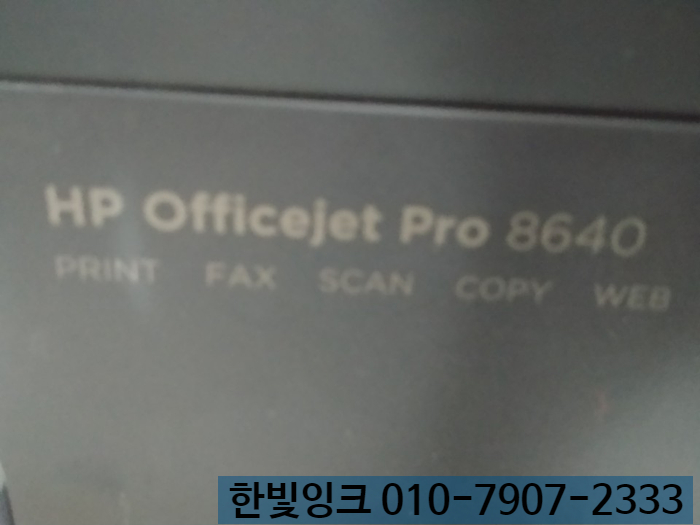 HP Officejet Pro 8640
PRINT FAX SCAN COPY WEB
한빛잉크 010-7907-2333